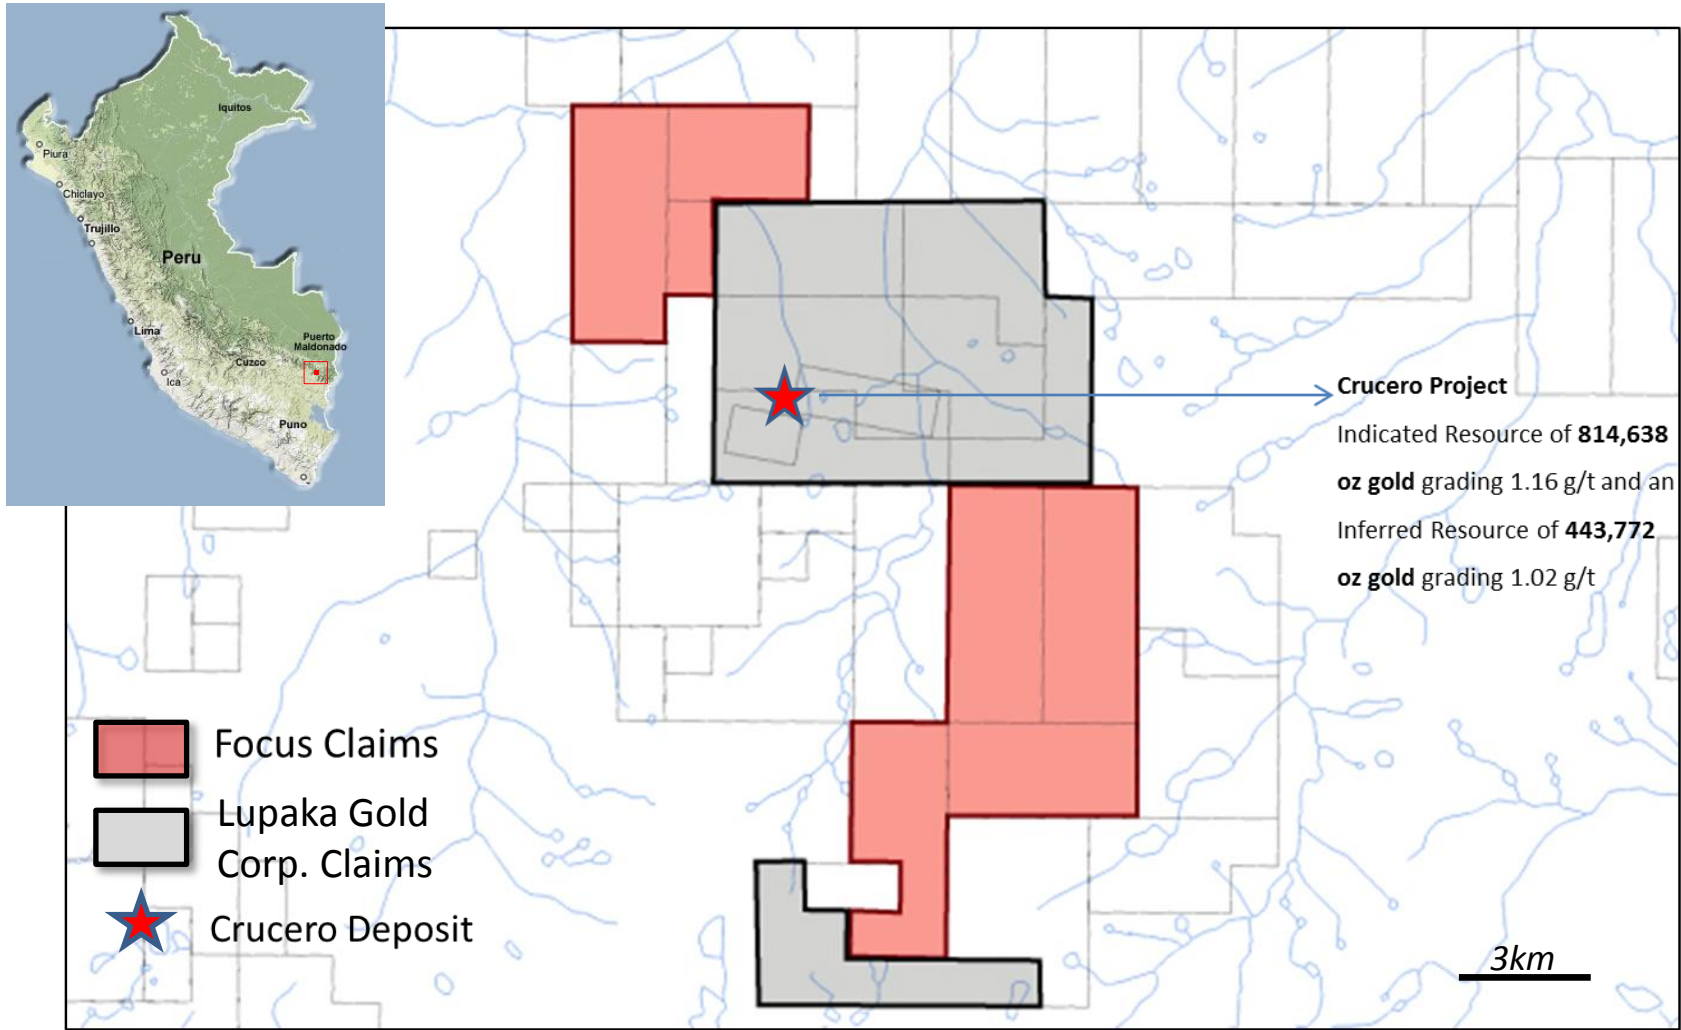 Iquitos
Piura
Chiclayo
Trujillo
Peru
Lima
Puerto
Maldonado
Cuzco
Ica
Puno
Crucero Project
Indicated Resource of 814,638
oz gold grading 1.16 g/t and an
Inferred Resource of 443,772
oz gold grading 1.02 g/t
Focus Claims
Lupaka Gold
Corp. Claims
Crucero Deposit
3km